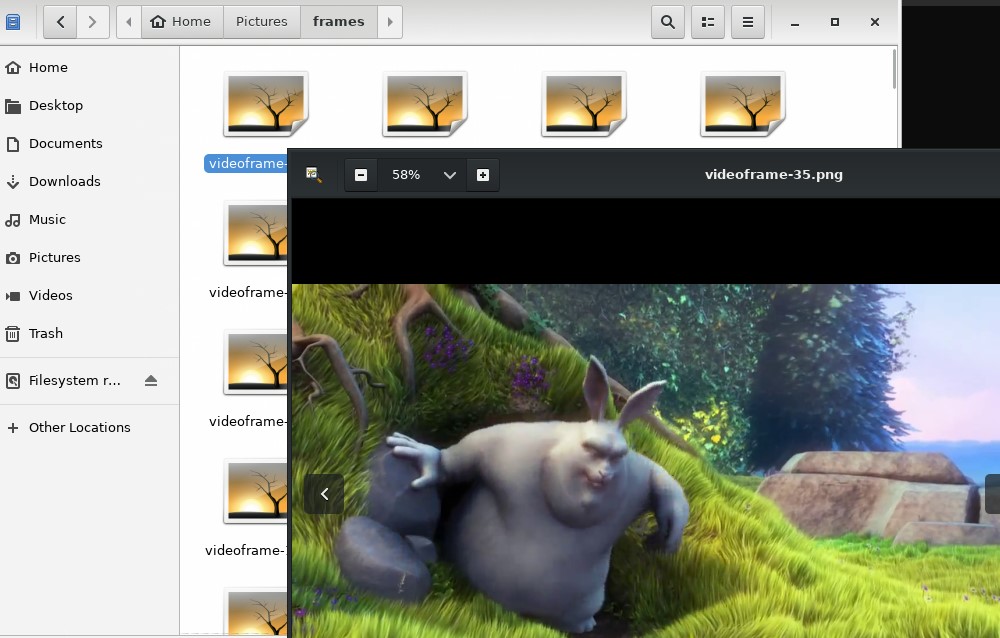 Home Pictures frames
Home
Desktop
Documents
Downloads
Music
Pictures
Videos
Trash
Filesystem r...
Other Locations
videoframe-
videoframe-
videoframe-
videoframe-
58%
videoframe-35.png